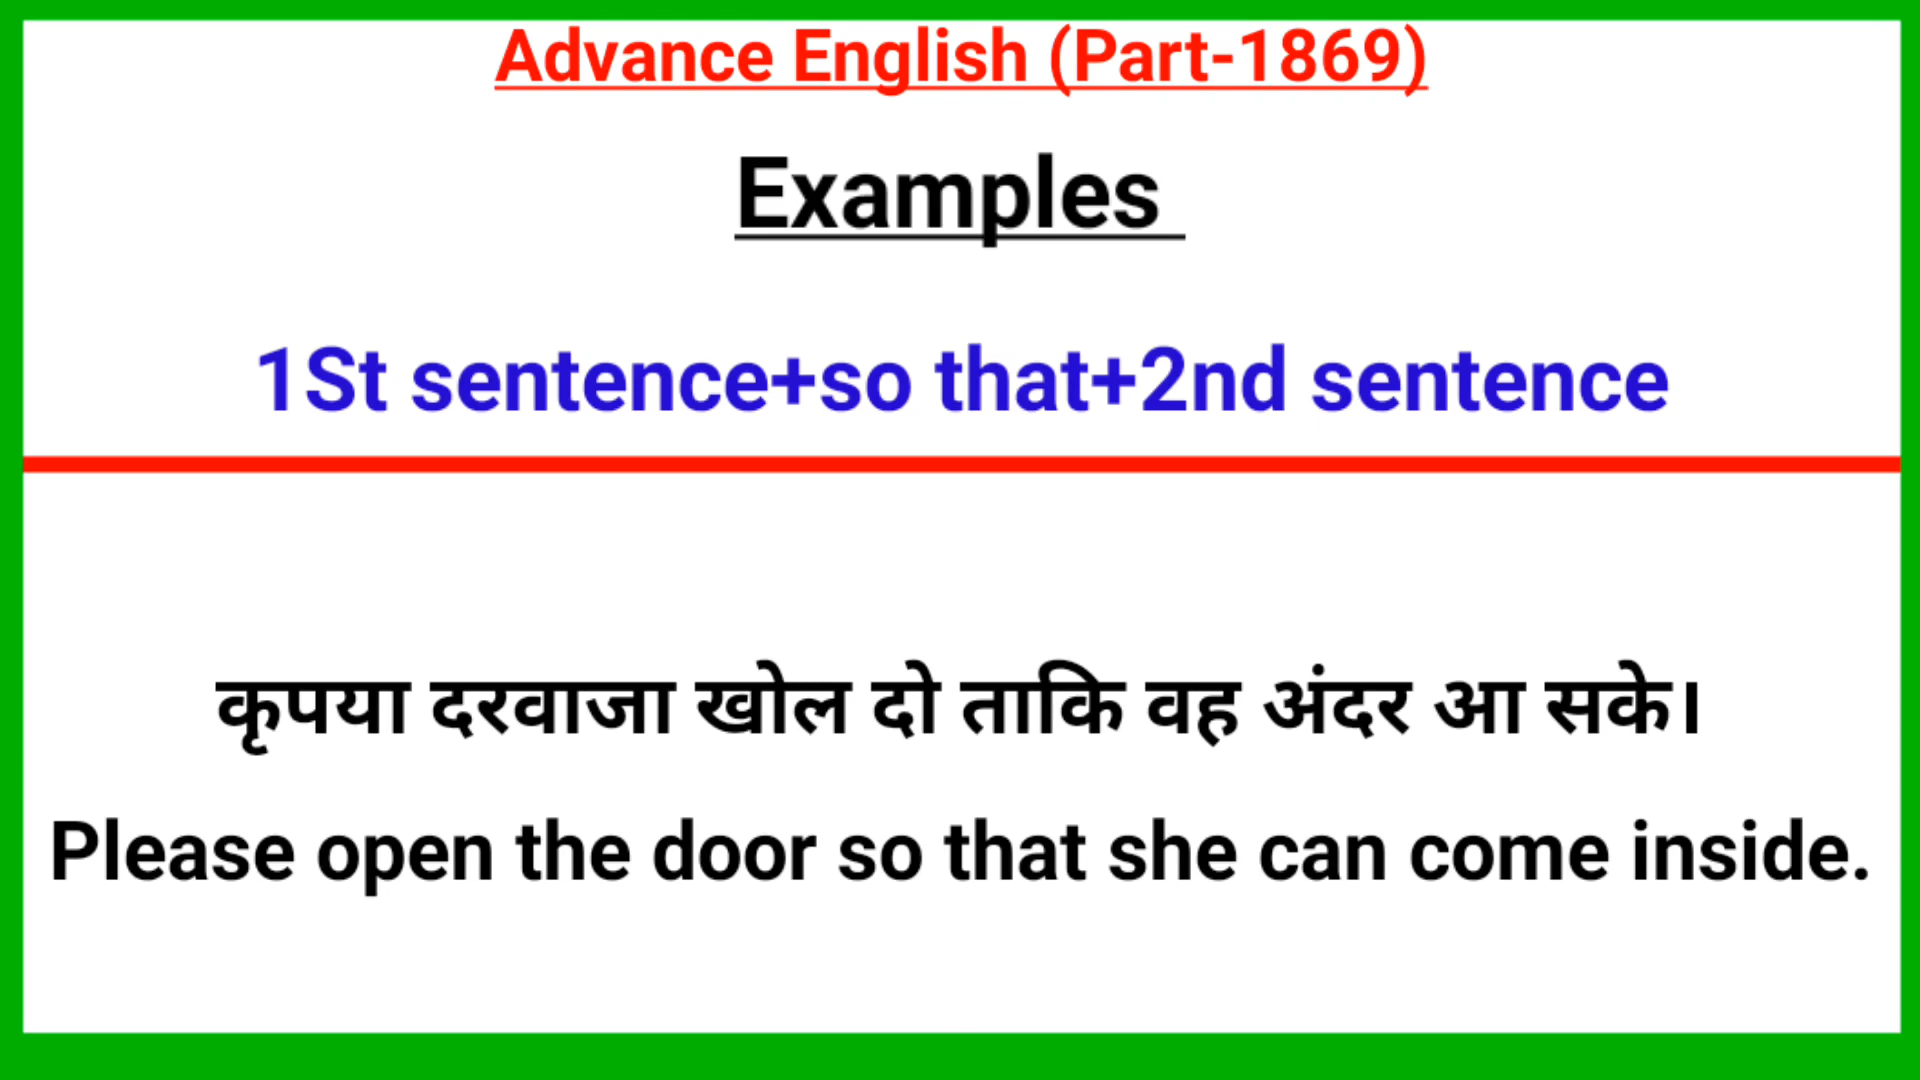 Advance English (Part-1869)
Examples
1St sentence+so that+2nd sentence
कृपया दरवाजा खोल दो ताकि वह अंदर आ सके।
Please open the door so that she can come inside.